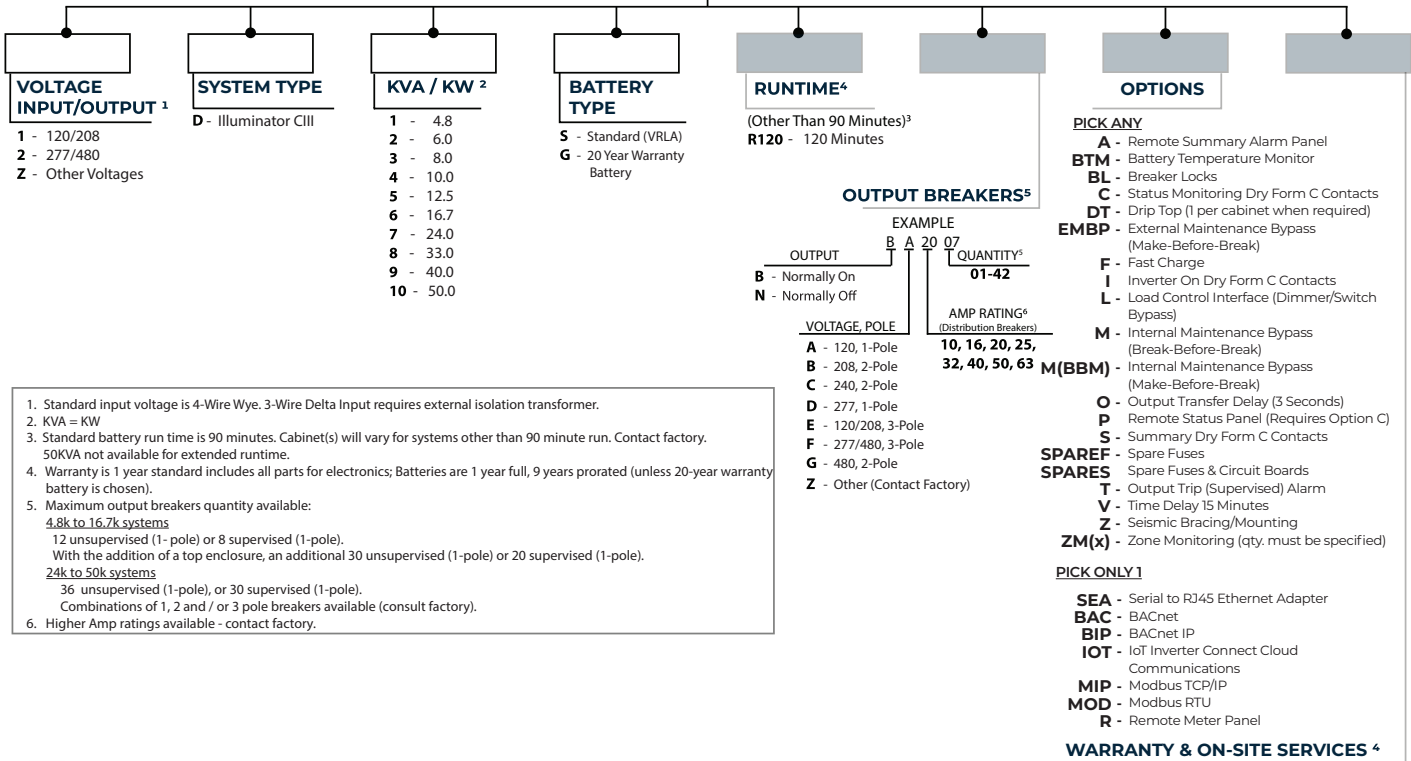 VOLTAGE
INPUT/OUTPUT ¹
1 - 120/208
2 - 277/480
Z - Other Voltages
SYSTEM TYPE
D - Illuminator CIII
KVA / KW ²
1 - 4.8
2 - 6.0
3 - 8.0
4 - 10.0
5 - 12.5
6 - 16.7
7 - 24.0
8 - 33.0
9 - 40.0
10 - 50.0
BATTERY
TYPE
S - Standard (VRLA)
G - 20 Year Warranty
Battery
RUNTIME⁴
(Other Than 90 Minutes)³
R120 - 120 Minutes
OUTPUT BREAKERS⁵
EXAMPLE
B A 20 07
OUTPUT
B - Normally On
N - Normally Off
QUANTITY⁵
01-42
VOLTAGE, POLE
A - 120, 1-Pole
B - 208, 2-Pole
C - 240, 2-Pole
D - 277, 1-Pole
E - 120/208, 3-Pole
F - 277/480, 3-Pole
G - 480, 2-Pole
Z - Other (Contact Factory)
AMP RATING⁶
(Distribution Breakers)
10, 16, 20, 25,
32, 40, 50, 63
OPTIONS
PICK ANY
A - Remote Summary Alarm Panel
BTM - Battery Temperature Monitor
BL - Breaker Locks
C - Status Monitoring Dry Form C Contacts
DT - Drip Top (1 per cabinet when required)
EMBP - External Maintenance Bypass
(Make-Before-Break)
F - Fast Charge
I Inverter On Dry Form C Contacts
L - Load Control Interface (Dimmer/Switch
Bypass)
M - Internal Maintenance Bypass
(Break-Before-Break)
M(BBM) - Internal Maintenance Bypass
(Make-Before-Break)
O - Output Transfer Delay (3 Seconds)
P Remote Status Panel (Requires Option C)
S - Summary Dry Form C Contacts
SPAREF - Spare Fuses
SPARES Spare Fuses & Circuit Boards
T - Output Trip (Supervised) Alarm
V - Time Delay 15 Minutes
Z - Seismic Bracing/Mounting
ZM(x) - Zone Monitoring (qty. must be specified)
PICK ONLY 1
SEA - Serial to RJ45 Ethernet Adapter
BAC - BACnet
BIP - BACnet IP
IOT - IoT Inverter Connect Cloud
Communications
MIP - Modbus TCP/IP
MOD - Modbus RTU
R - Remote Meter Panel
WARRANTY & ON-SITE SERVICES ⁴
1. Standard input voltage is 4-Wire Wye. 3-Wire Delta Input requires external isolation transformer.
2. KVA = KW
3. Standard battery run time is 90 minutes. Cabinet(s) will vary for systems other than 90 minute run. Contact factory.
50KVA not available for extended runtime.
4. Warranty is 1 year standard includes all parts for electronics; Batteries are 1 year full, 9 years prorated (unless 20-year warranty
battery is chosen).
5. Maximum output breakers quantity available:
4.8k to 16.7k systems
12 unsupervised (1- pole) or 8 supervised (1-pole).
With the addition of a top enclosure, an additional 30 unsupervised (1-pole) or 20 supervised (1-pole).
24k to 50k systems
36 unsupervised (1-pole), or 30 supervised (1-pole).
Combinations of 1, 2 and / or 3 pole breakers available (consult factory).
6. Higher Amp ratings available - contact factory.